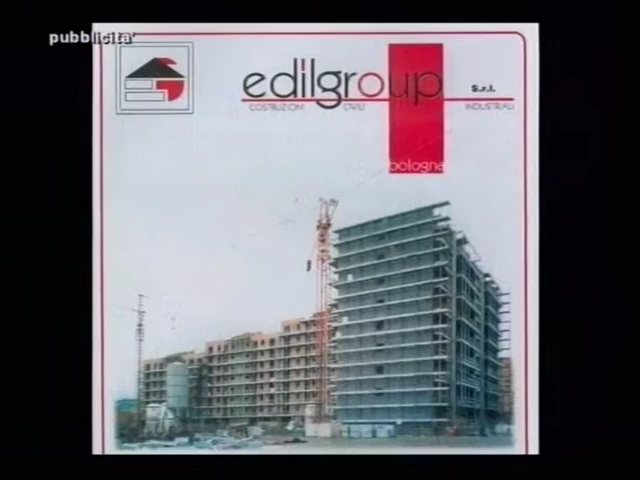 pubblicita'
edilgroup S.r.l.
COSTRUZIONI CIVILI INDUSTRIALI
bologna